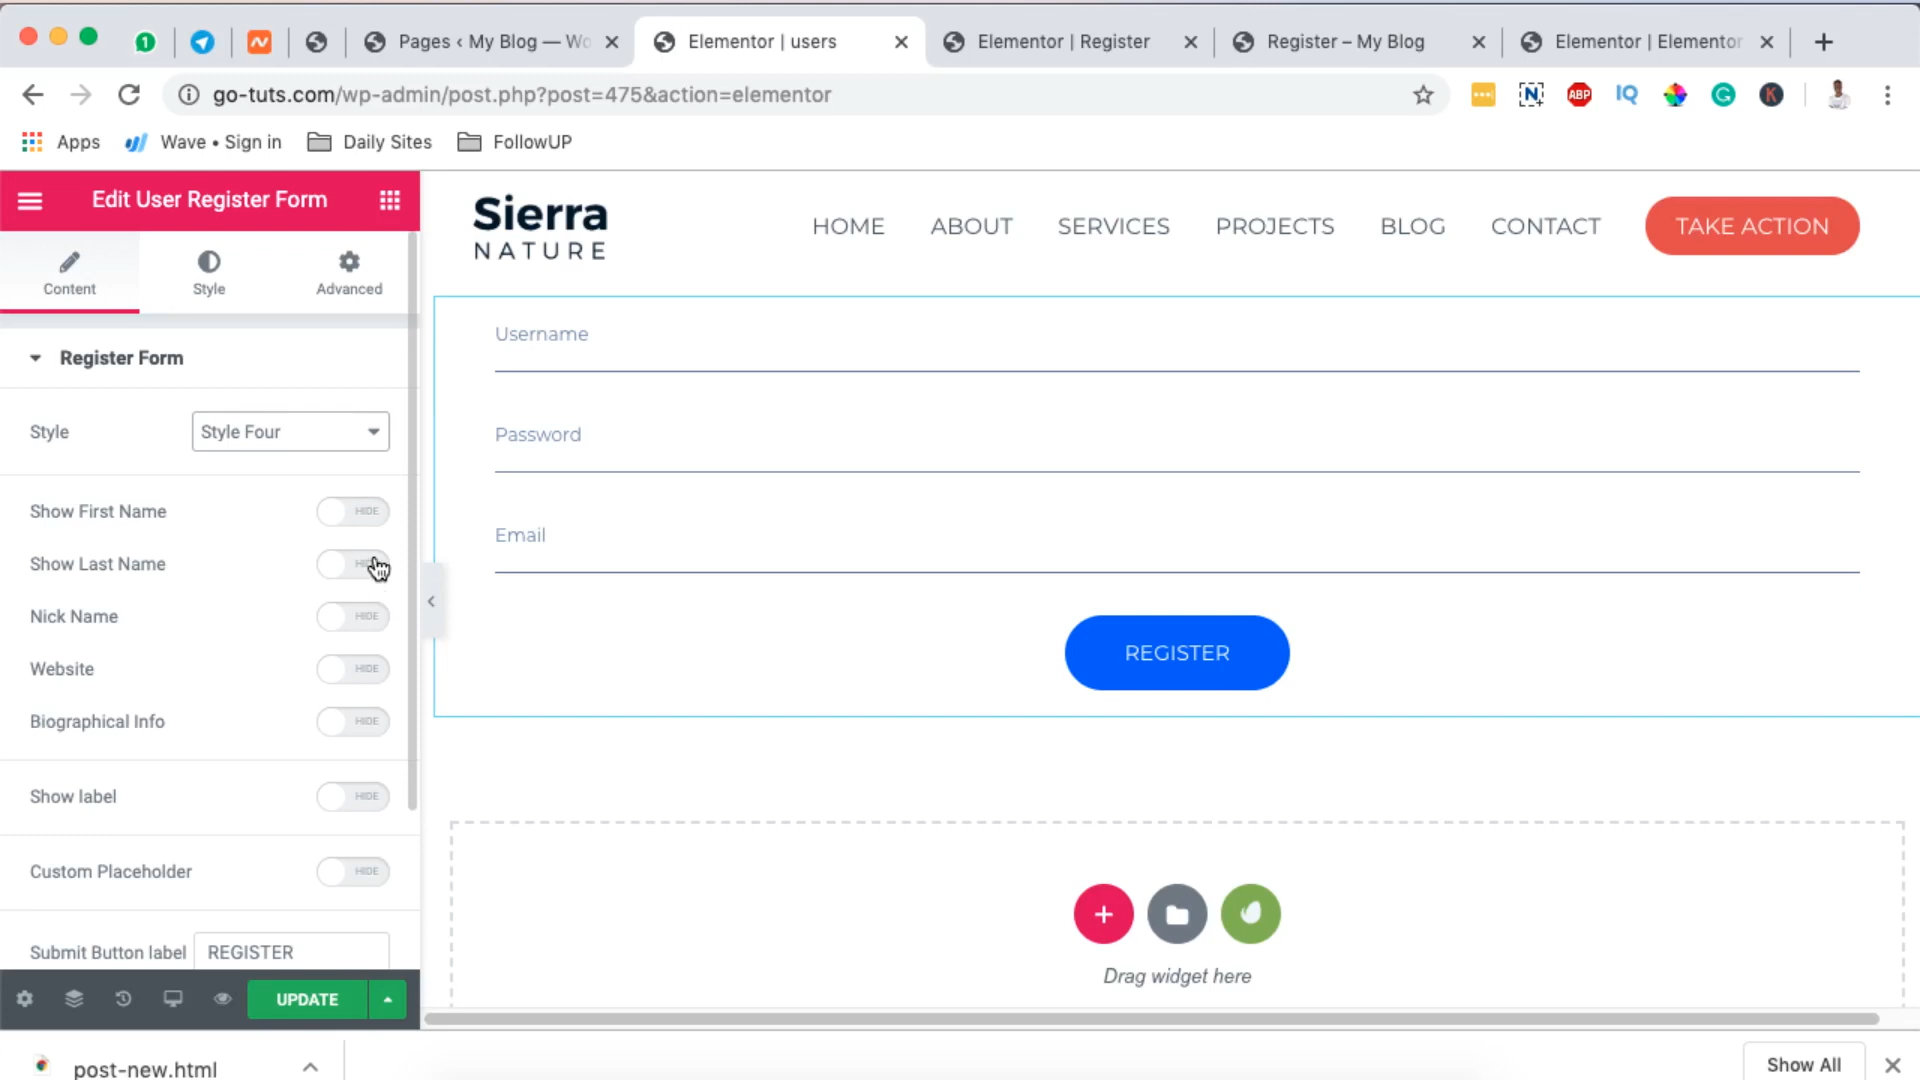 1
Pages ‹ My Blog — Wo
Elementor | users
Elementor | Register
Register – My Blog
Elementor | Elementor
go-tuts.com/wp-admin/post.php?post=475&action=elementor
N
ABP
IQ
G
K
Apps
Wave • Sign in
Daily Sites
FollowUP
Edit User Register Form
Content
Style
Advanced
Register Form
Style
Style Four
Show First Name
HIDE
Show Last Name
Nick Name
HIDE
Website
HIDE
Biographical Info
HIDE
Show label
HIDE
Custom Placeholder
HIDE
Submit Button label
REGISTER
UPDATE
Sierra
NATURE
HOME
ABOUT
SERVICES
PROJECTS
BLOG
CONTACT
TAKE ACTION
Username
Password
Email
REGISTER
Drag widget here
post-new.html
Show All